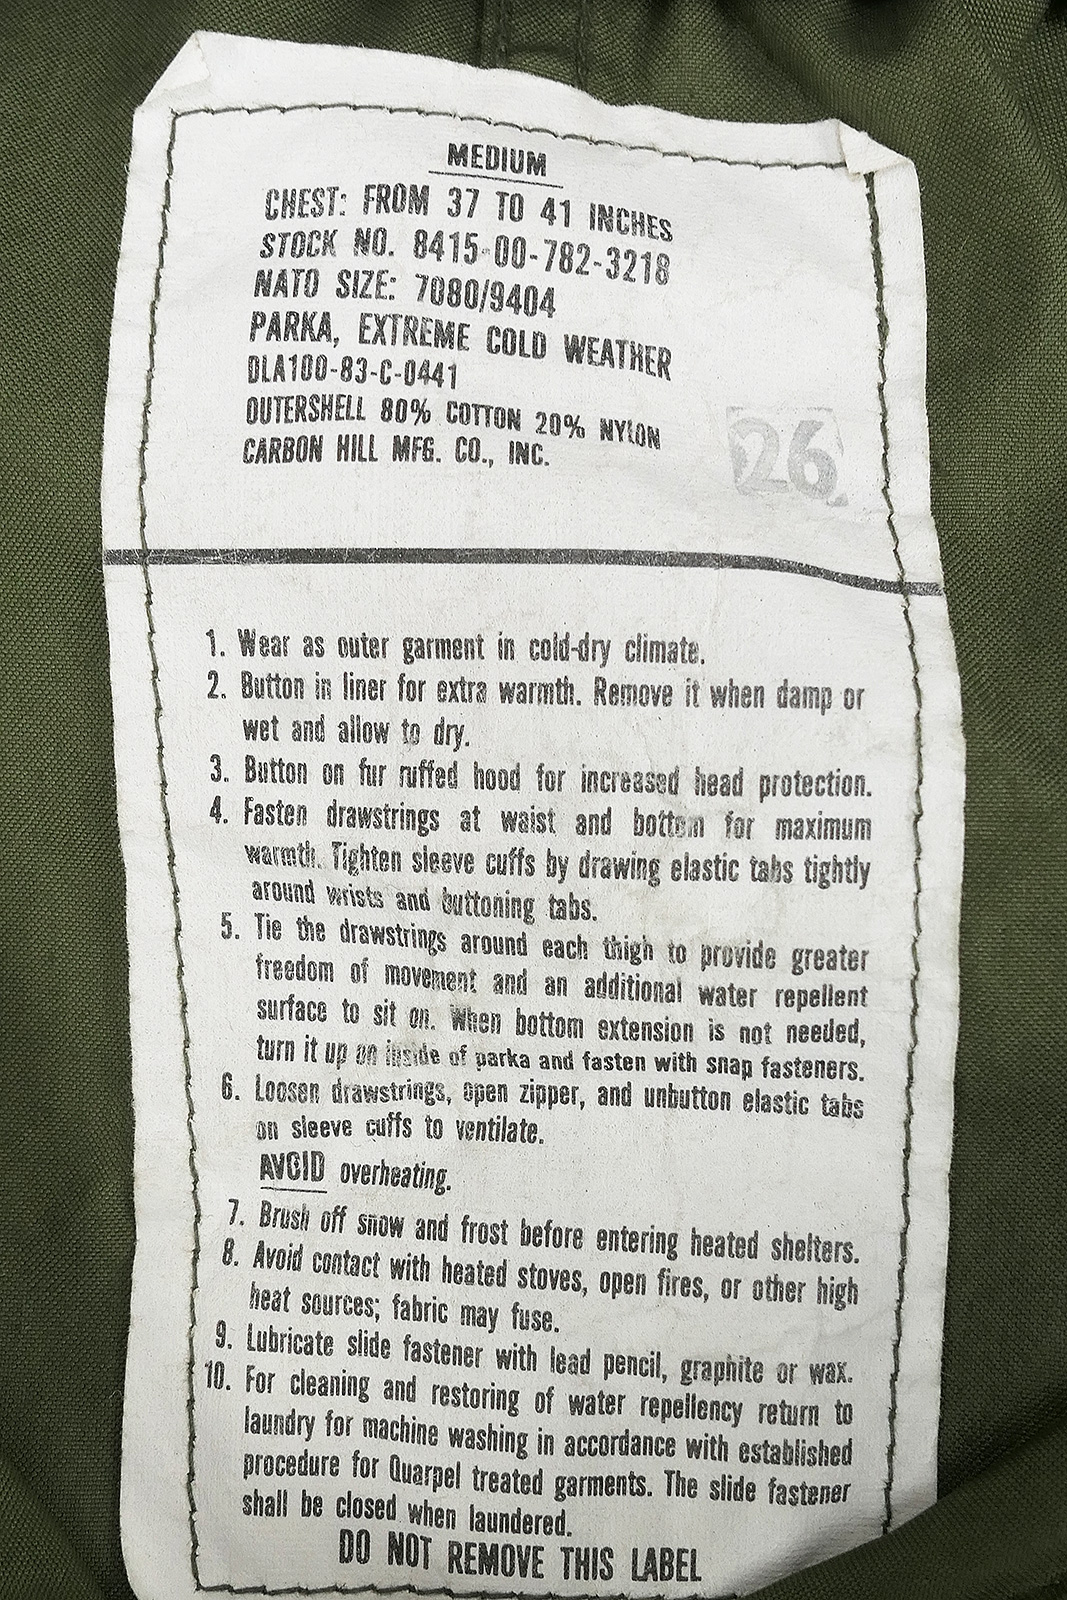 MEDIUM
CHEST: FROM 37 TO 41 INCHES
STOCK NO. 8415-00-782-3218
NATO SIZE: 7080/9404
PARKA, EXTREME COLD WEATHER
DLA100-83-C-0441
OUTERSHELL 80% COTTON 20% NYLON
CARBON HILL MFG. CO., INC.
26
1. Wear as outer garment in cold-dry climate.
2. Button in liner for extra warmth. Remove it when damp or
wet and allow to dry.
3. Button on fur ruffed hood for increased head protection.
4. Fasten drawstrings at waist and bottom for maximum
warmth. Tighten sleeve cuffs by drawing elastic tabs tightly
around wrists and buttoning tabs.
5. Tie the drawstrings around each thigh to provide greater
freedom of movement and an additional water repellent
surface to sit on. When bottom extension is not needed,
turn it up on inside of parka and fasten with snap fasteners.
6. Loosen drawstrings, open zipper, and unbutton elastic tabs
on sleeve cuffs to ventilate.
AVOID overheating.
7. Brush off snow and frost before entering heated shelters.
8. Avoid contact with heated stoves, open fires, or other high
heat sources; fabric may fuse.
9. Lubricate slide fastener with lead pencil, graphite or wax.
10. For cleaning and restoring of water repellency return to
laundry for machine washing in accordance with established
procedure for Quarpel treated garments. The slide fastener
shall be closed when laundered.
DO NOT REMOVE THIS LABEL